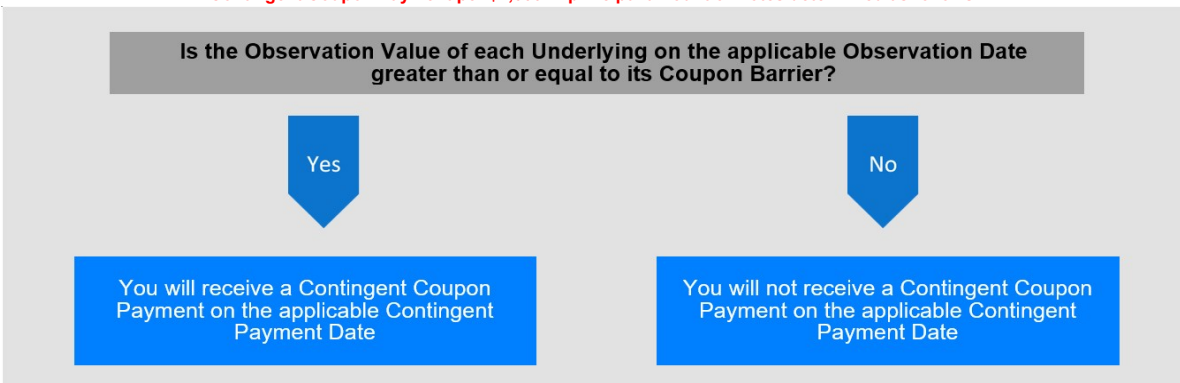 Is the Observation Value of each Underlying on the applicable Observation Date
greater than or equal to its Coupon Barrier?
Yes
No
You will receive a Contingent Coupon
Payment on the applicable Contingent
Payment Date
You will not receive a Contingent Coupon
Payment on the applicable Contingent
Payment Date